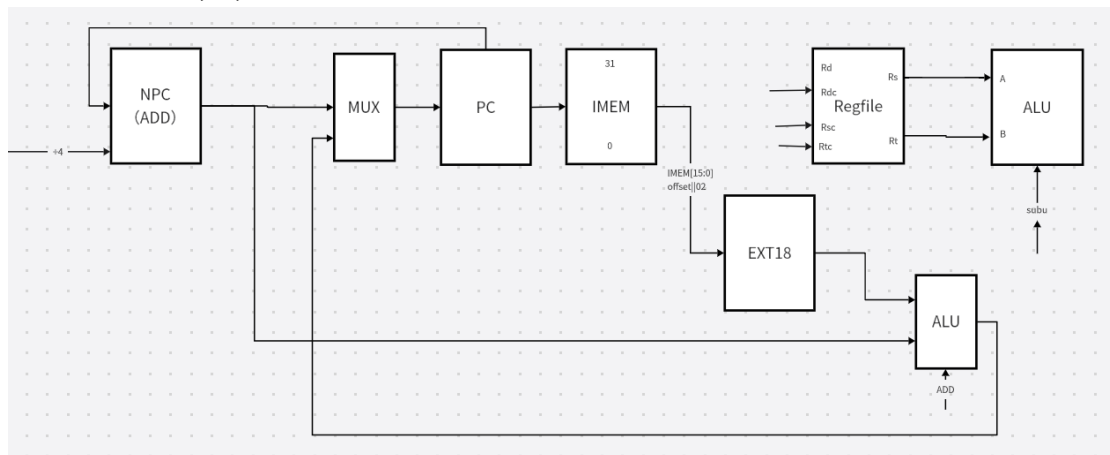 NPC
（ADD）
+4
MUX
PC
31
IMEM
0
IMEM[15:0]
offset||02
EXT18
Rd
Rdc
Rsc
Rtc
Regfile
Rs
Rt
A
B
ALU
subu
ALU
ADD